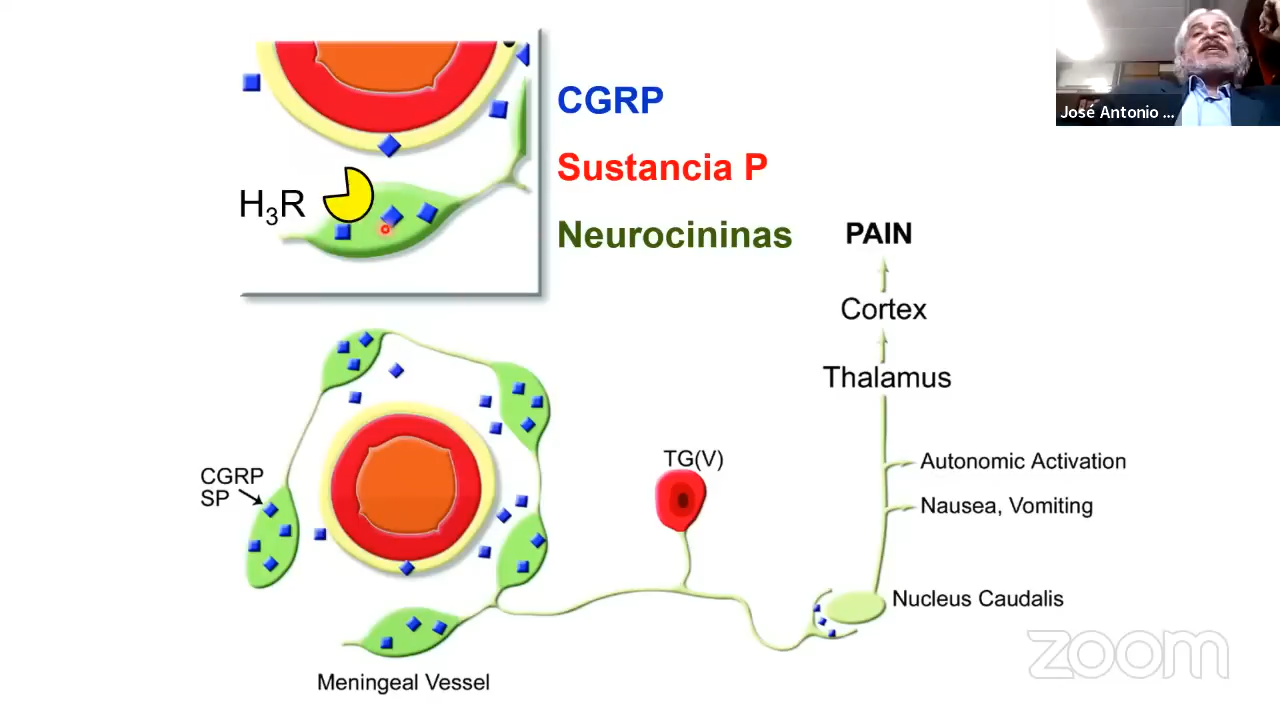 José Antonio ...
CGRP
Sustancia P
H3R
Neurocininas
PAIN
Cortex
Thalamus
TG(V)
Autonomic Activation
CGRP
SP
Nausea, Vomiting
Nucleus Caudalis
zoom
Meningeal Vessel